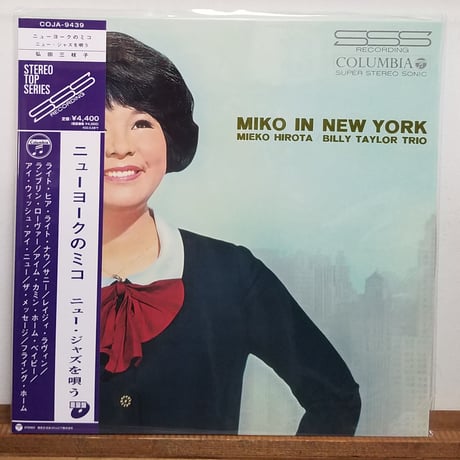 COJA-9439
ニューヨークのミコ
ニュー・ジャズを唄う
弘田三枝子
STEREO
TOP
SERIES
SSS
RECORDING
定価:¥4,400
Columbia
ニューヨークのミコ ニュー・ジャズを唄う
ライト・ヒア・ライト・ナウ/サニー/レイジィ・ラヴィン/
ランブリン・ローヴァー/アイム・カミン・ホーム・ベイビー/
アイ・ウィッシュ・アイ・ニュー/ザ・メッセージ/フライング・ホーム
SSS
RECORDING
COLUMBIA
SUPER STEREO SONIC
MIKO IN NEW YORK
MIEKO HIROTA BILLY TAYLOR TRIO